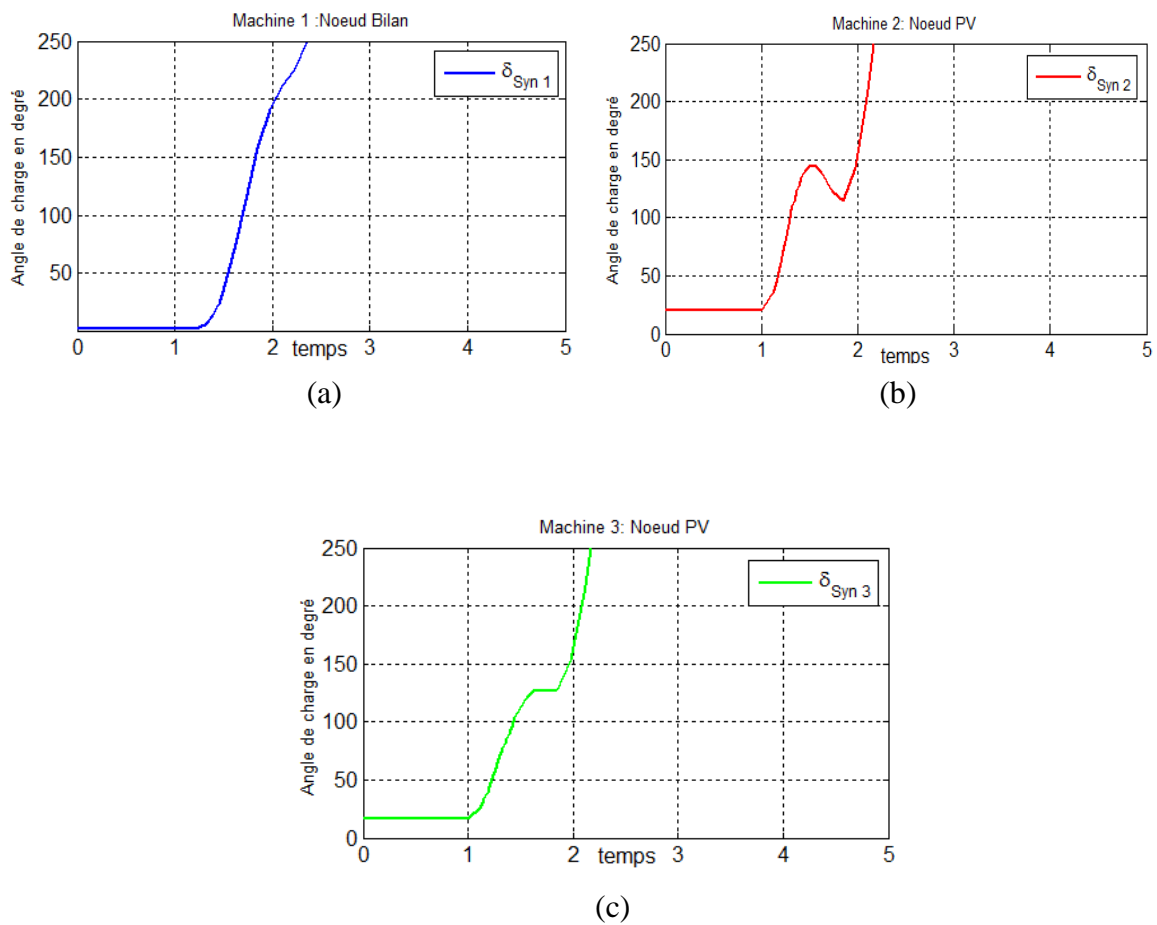 Machine 1 :Noeud Bilan
250
200
150
100
50
Angle de charge en degré
δSyn 1
0 1 2 3 4 5
temps
(a)
Machine 2: Noeud PV
250
200
150
100
50
0
Angle de charge en degré
δSyn 2
0 1 2 3 4 5
temps
(b)
Machine 3: Noeud PV
250
200
150
100
50
0
Angle de charge en degré
δSyn 3
0 1 2 3 4 5
temps
(c)